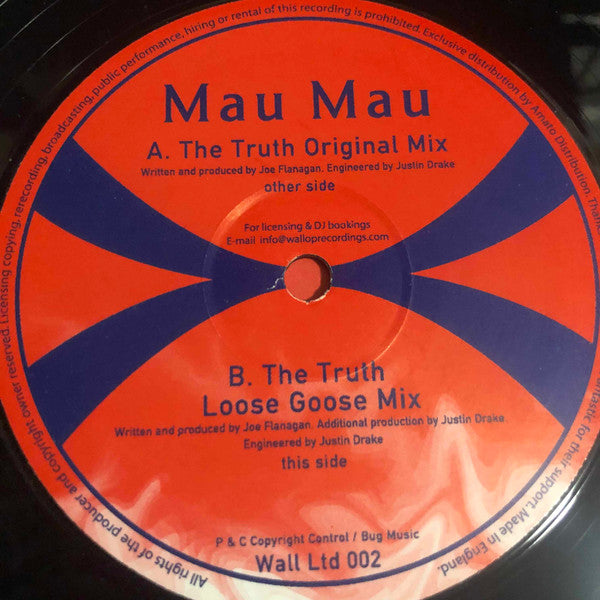 Mau Mau
A. The Truth Original Mix
Written and produced by Joe Flanagan. Engineered by Justin Drake
other side
For licensing & DJ bookings
E-mail info@walloprecordings.com
B. The Truth
Loose Goose Mix
Written and produced by Joe Flanagan. Additional production by Justin Drake.
Engineered by Justin Drake
this side
P & C Copyright Control / Bug Music
Wall Ltd 002
All rights of the producer and copyright owner reserved. Licensing copying, rerecording, broadcasting, public performance, hiring or rental of this recording is prohibited. Exclusive distribution by Amato Distribution. for their support. Made in England.